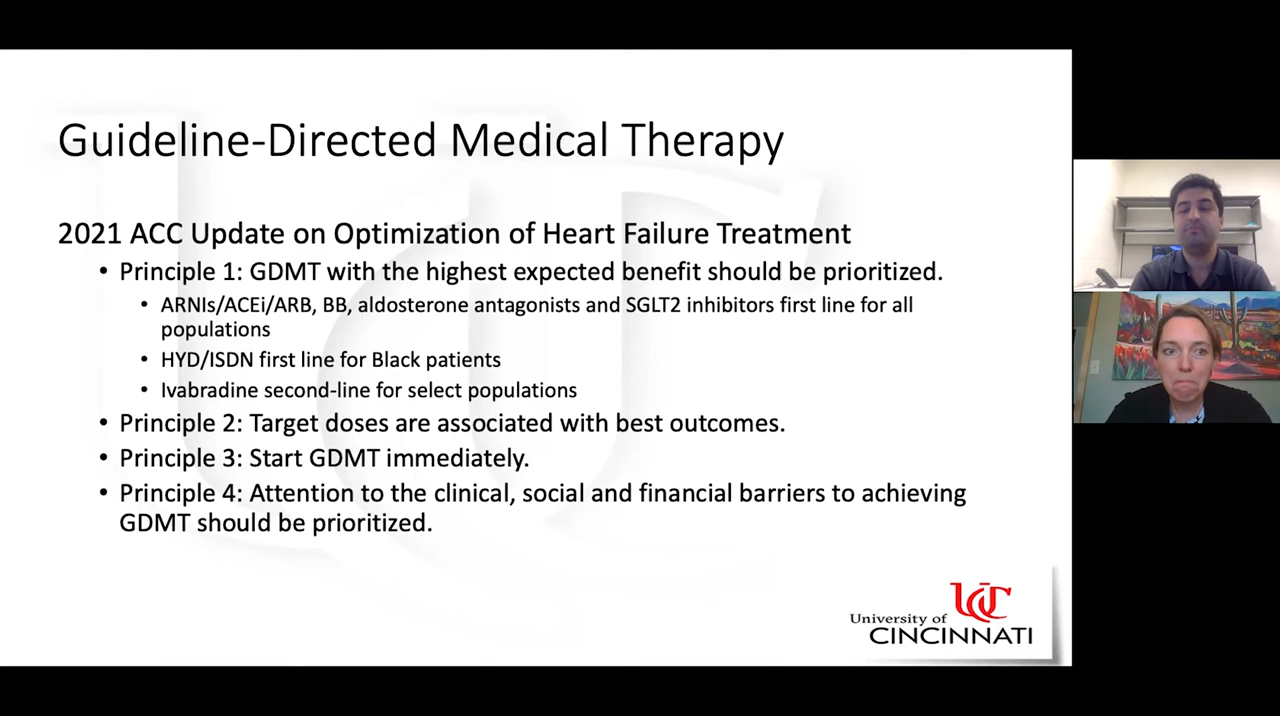 Guideline-Directed Medical Therapy
2021 ACC Update on Optimization of Heart Failure Treatment
• Principle 1: GDMT with the highest expected benefit should be prioritized.
• ARNIs/ACEi/ARB, BB, aldosterone antagonists and SGLT2 inhibitors first line for all
populations
• HYD/ISDN first line for Black patients
• Ivabradine second-line for select populations
• Principle 2: Target doses are associated with best outcomes.
• Principle 3: Start GDMT immediately.
• Principle 4: Attention to the clinical, social and financial barriers to achieving
GDMT should be prioritized.
UC
University of
CINCINNATI